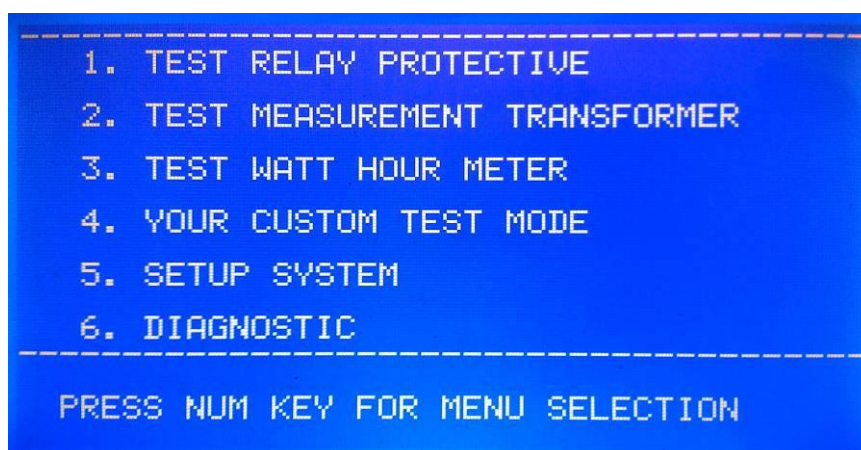 1. TEST RELAY PROTECTIVE
2. TEST MEASUREMENT TRANSFORMER
3. TEST WATT HOUR METER
4. YOUR CUSTOM TEST MODE
5. SETUP SYSTEM
6. DIAGNOSTIC
PRESS NUM KEY FOR MENU SELECTION